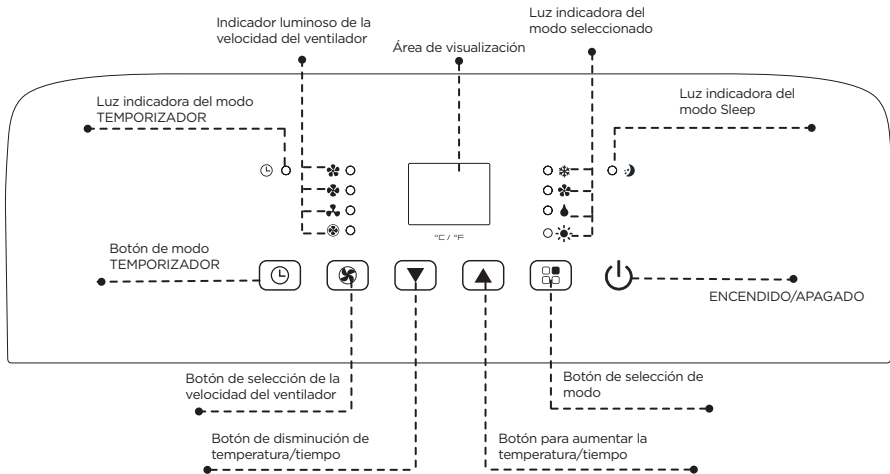 Indicador luminoso de la
velocidad del ventilador
Área de visualización
Luz indicadora del
modo seleccionado
Luz indicadora del modo
TEMPORIZADOR
Luz indicadora del
modo Sleep
°C / °F
Botón de modo
TEMPORIZADOR
ENCENDIDO/APAGADO
Botón de selección de la
velocidad del ventilador
Botón de selección de
modo
Botón de disminución de
temperatura/tiempo
Botón para aumentar la
temperatura/tiempo